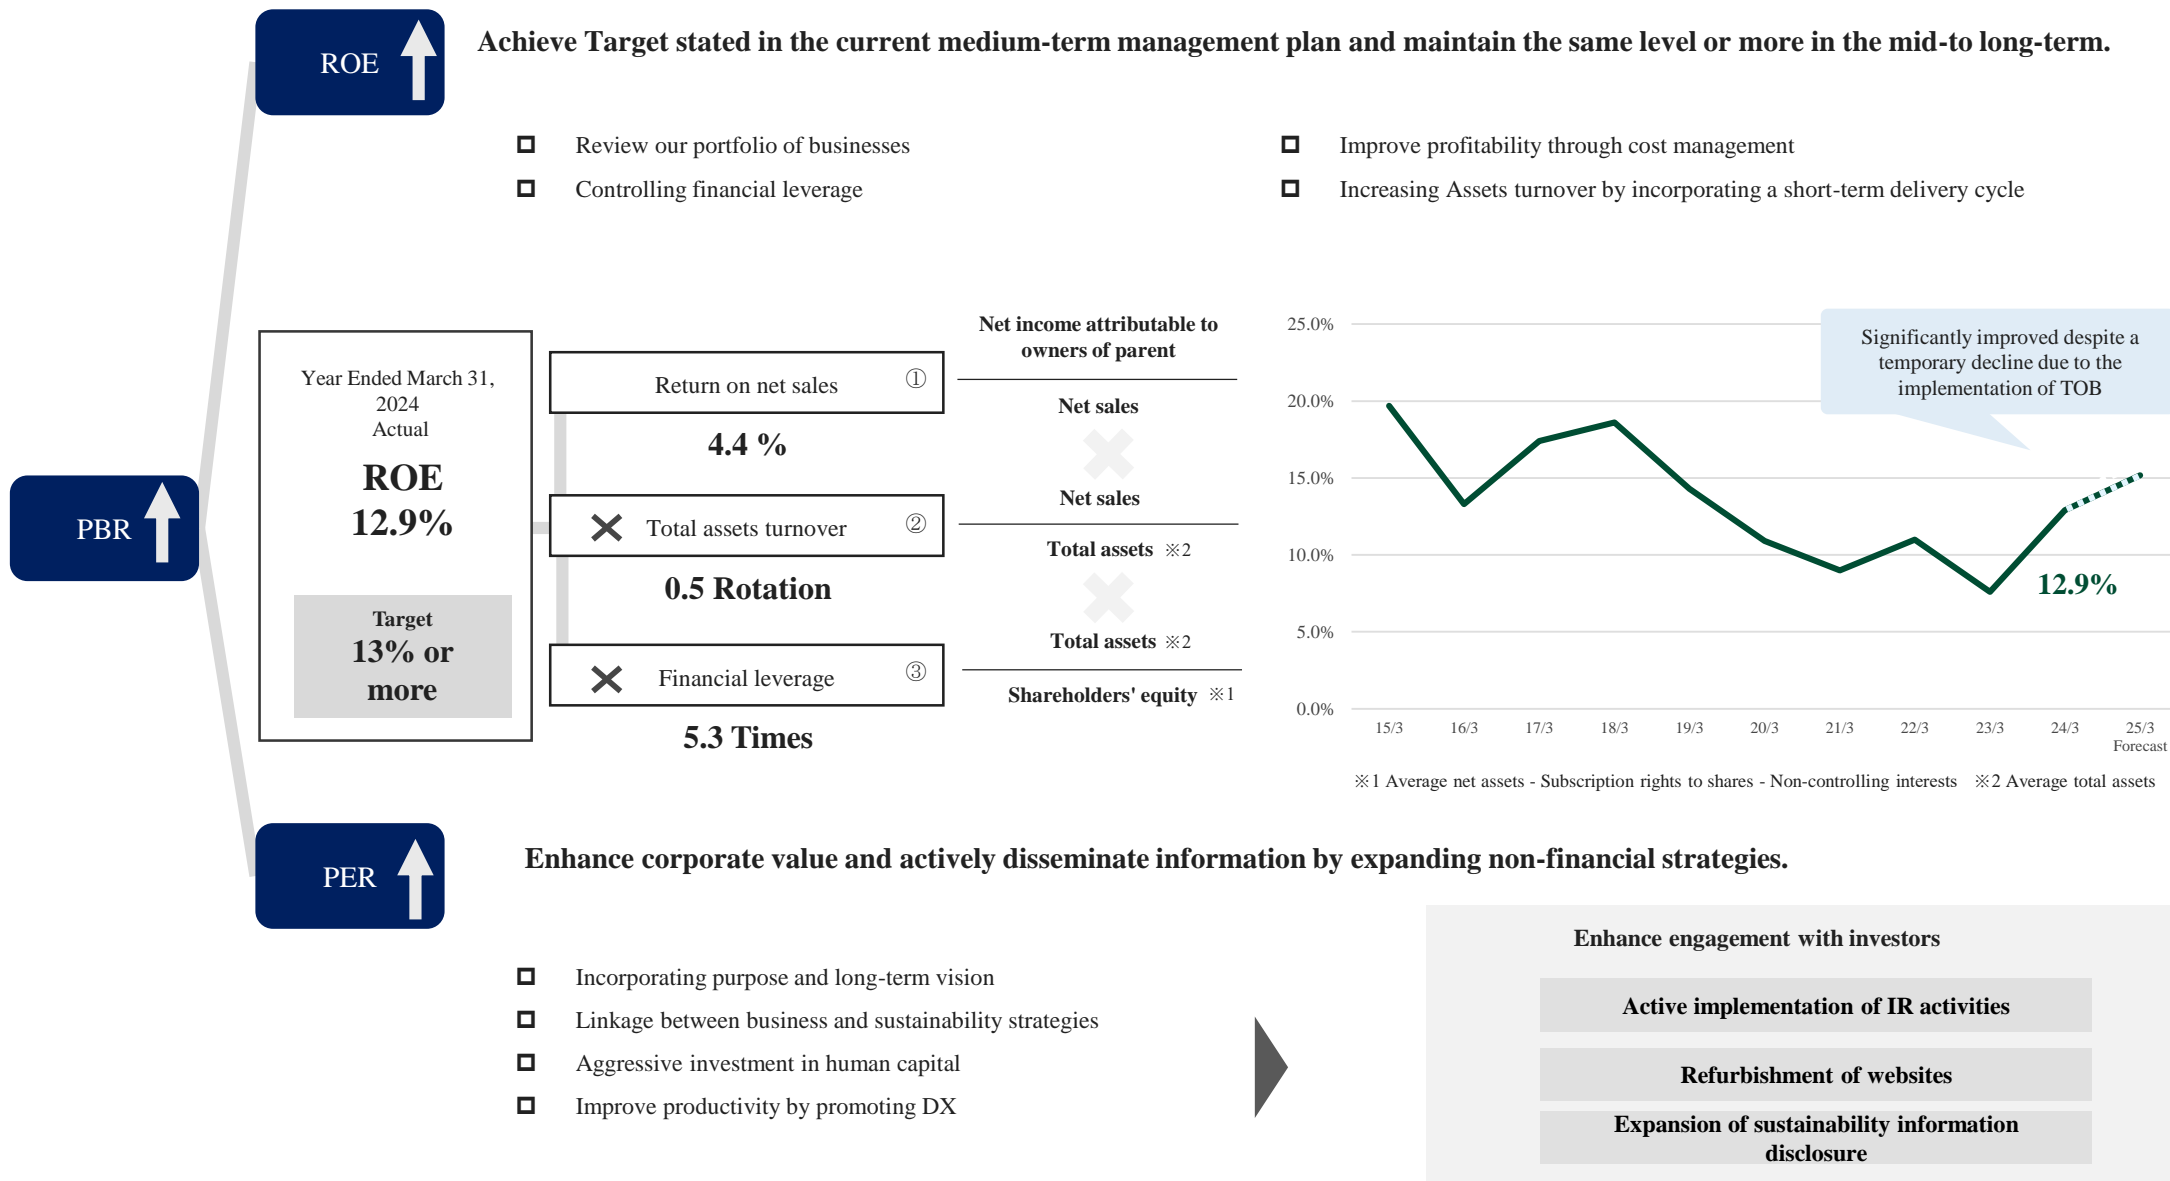 ROE
Achieve Target stated in the current medium-term management plan and maintain the same level or more in the mid-to long-term.
Review our portfolio of businesses
Controlling financial leverage
Improve profitability through cost management
Increasing Assets turnover by incorporating a short-term delivery cycle
PBR
Year Ended March 31,
2024
Actual
ROE
12.9%
Target
13% or
more
Return on net sales ①
4.4 %
Total assets turnover ②
0.5 Rotation
Financial leverage ③
5.3 Times
Net income attributable to
owners of parent
Net sales
Net sales
Total assets ※2
Total assets ※2
Shareholders' equity ※1
25.0%
20.0%
15.0%
10.0%
5.0%
0.0%
Significantly improved despite a
temporary decline due to the
implementation of TOB
12.9%
15/3 16/3 17/3 18/3 19/3 20/3 21/3 22/3 23/3 24/3 25/3
Forecast
※1 Average net assets - Subscription rights to shares - Non-controlling interests ※2 Average total assets
PER
Enhance corporate value and actively disseminate information by expanding non-financial strategies.
Incorporating purpose and long-term vision
Linkage between business and sustainability strategies
Aggressive investment in human capital
Improve productivity by promoting DX
Enhance engagement with investors
Active implementation of IR activities
Refurbishment of websites
Expansion of sustainability information
disclosure